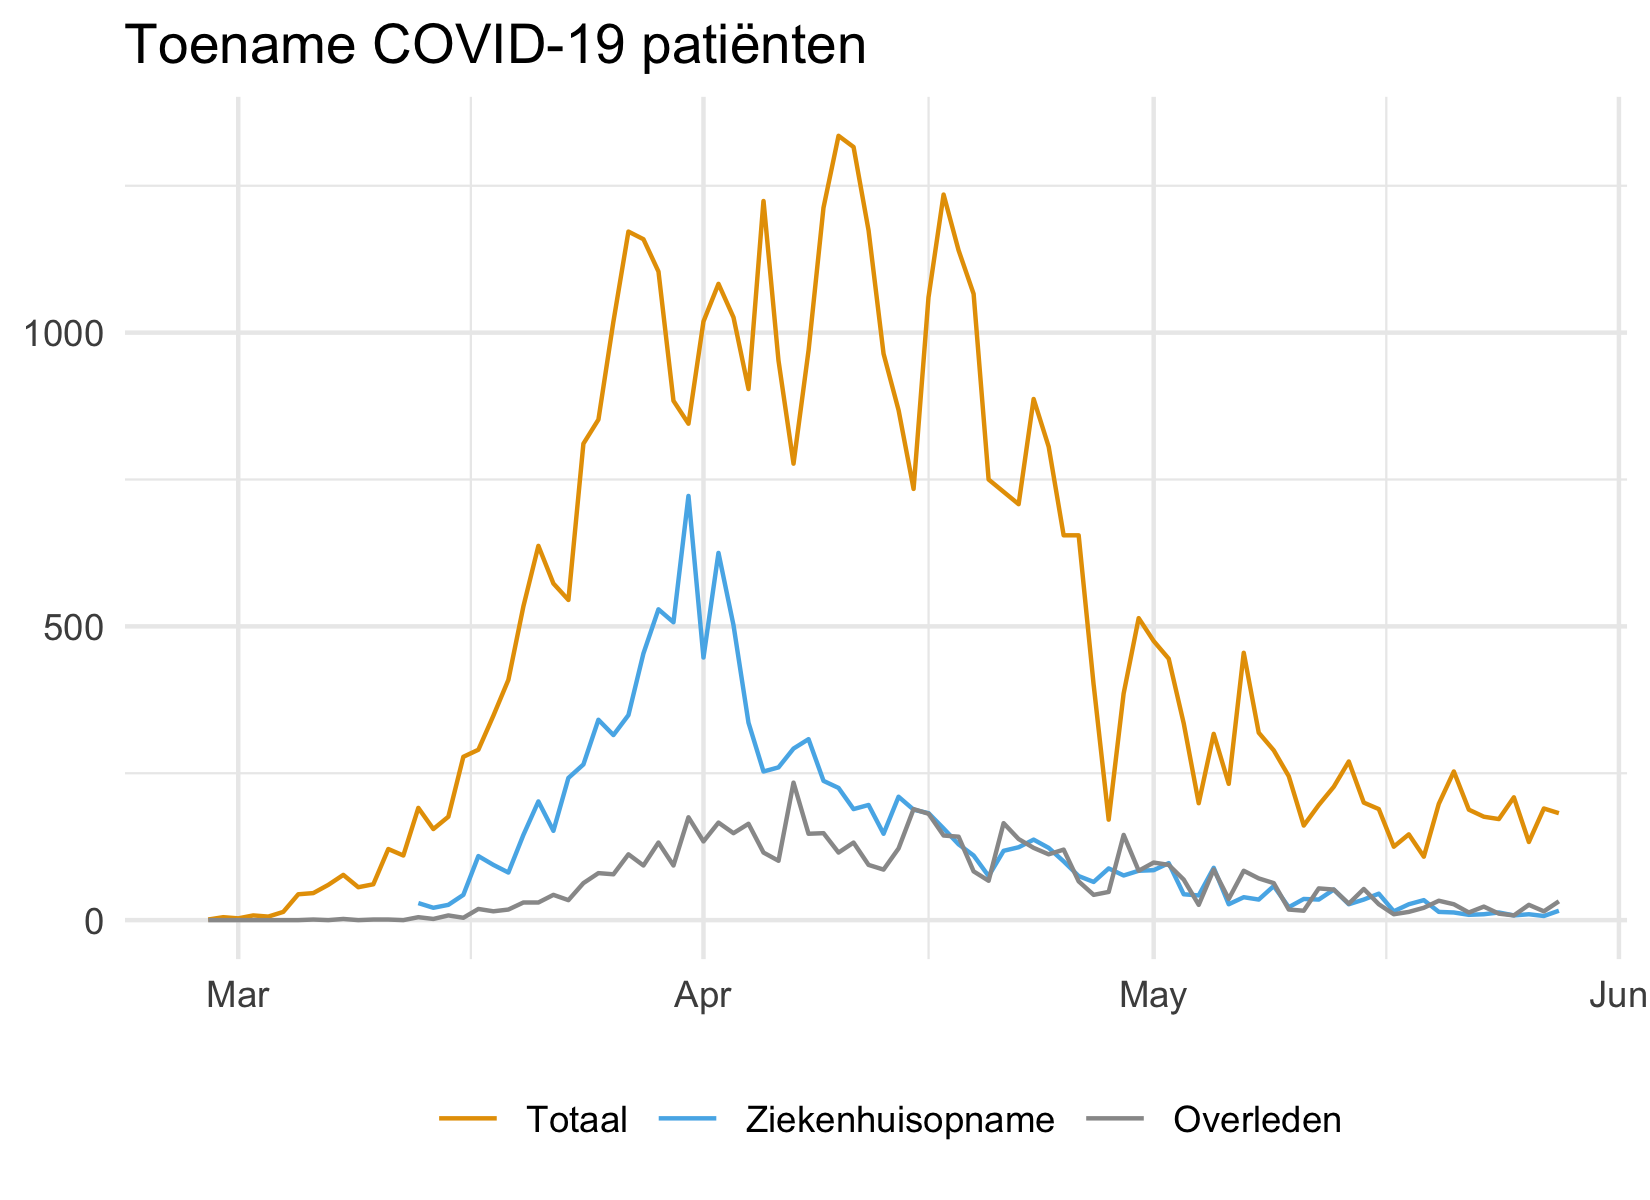 Toename COVID-19 patiënten
1000
500
0
Mar Apr May Jun
Totaal Ziekenhuisopname Overleden